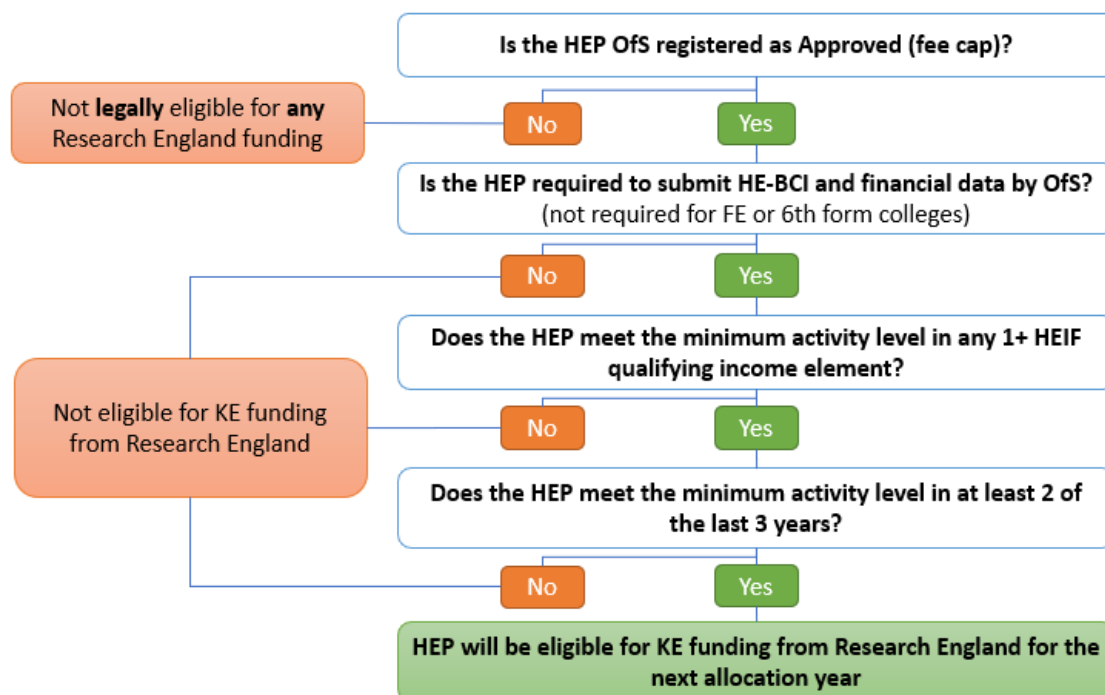 Is the HEP OfS registered as Approved (fee cap)?
Not legally eligible for any
Research England funding
No
Yes
Is the HEP required to submit HE-BCI and financial data by OfS?
(not required for FE or 6th form colleges)
No
Yes
Does the HEP meet the minimum activity level in any 1+ HEIF
qualifying income element?
Not eligible for KE funding
from Research England
No
Yes
Does the HEP meet the minimum activity level in at least 2 of
the last 3 years?
No
Yes
HEP will be eligible for KE funding from Research England for the
next allocation year